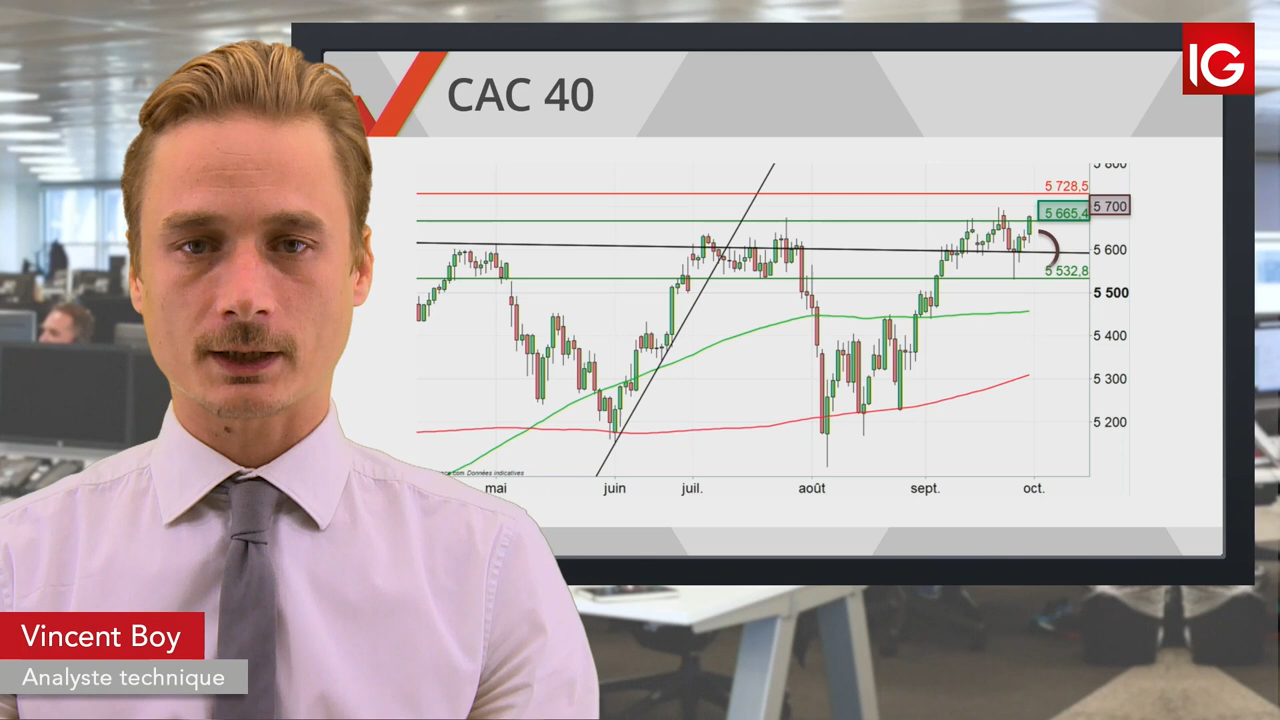 IG
CAC 40
5 800
5 728,5
5 700
5 665,4
5 600
5 532,8
5 500
5 400
5 300
5 200
.com Données indicatives
mai
juin
juil.
août
sept.
oct.
Vincent Boy
Analyste technique